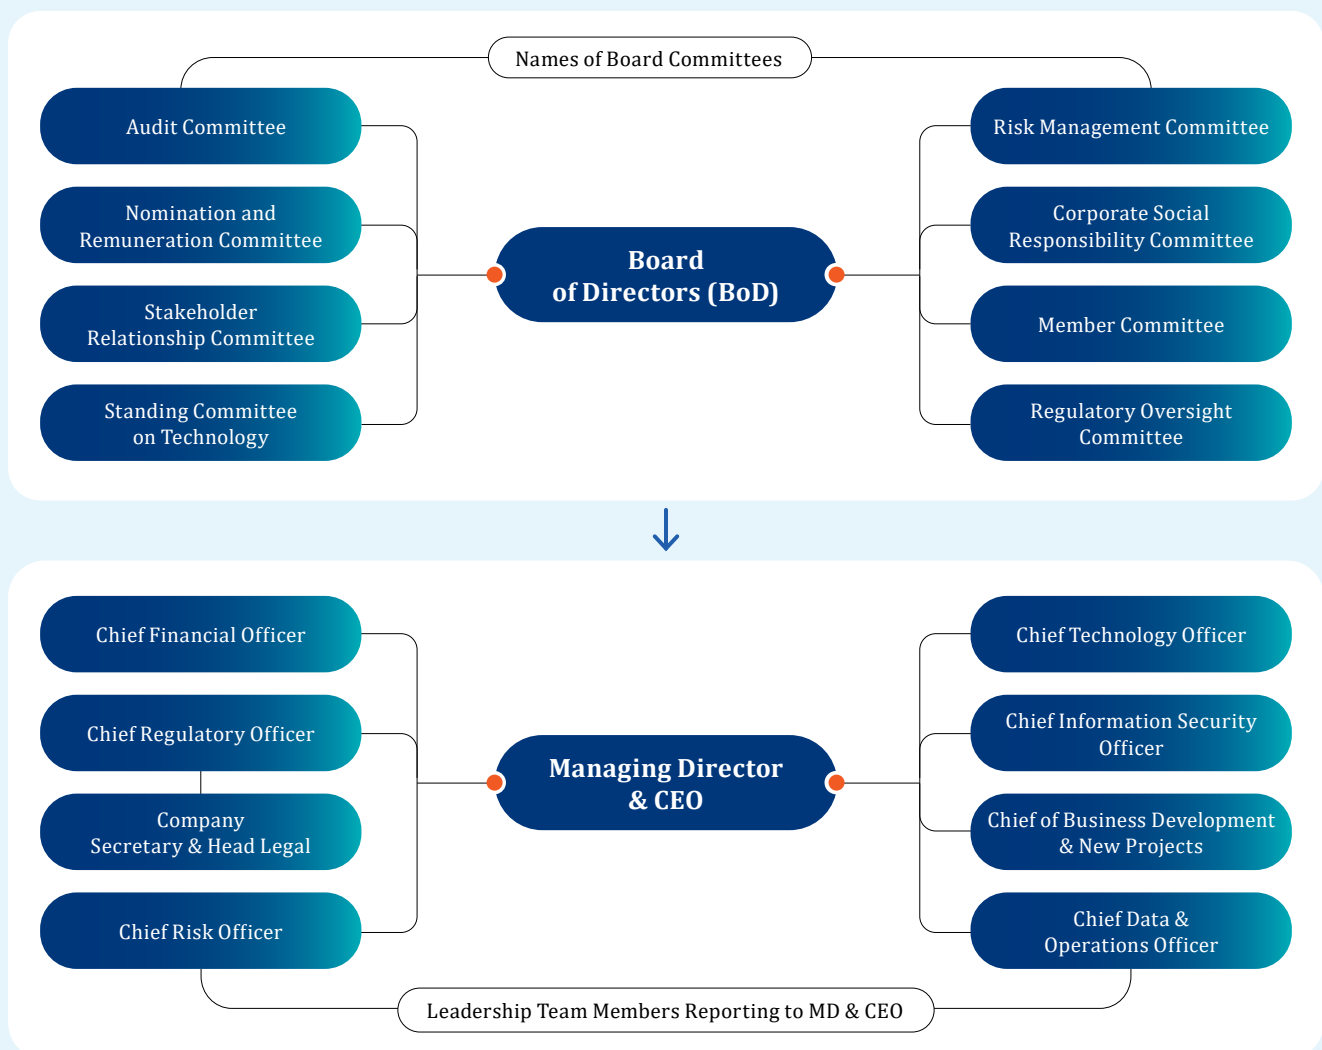 Names of Board Committees
Audit Committee
Nomination and
Remuneration Committee
Stakeholder
Relationship Committee
Standing Committee
on Technology
Board
of Directors (BoD)
Risk Management Committee
Corporate Social
Responsibility Committee
Member Committee
Regulatory Oversight
Committee
Chief Financial Officer
Chief Regulatory Officer
Company
Secretary & Head Legal
Chief Risk Officer
Managing Director
& CEO
Chief Technology Officer
Chief Information Security
Officer
Chief of Business Development
& New Projects
Chief Data &
Operations Officer
Leadership Team Members Reporting to MD & CEO